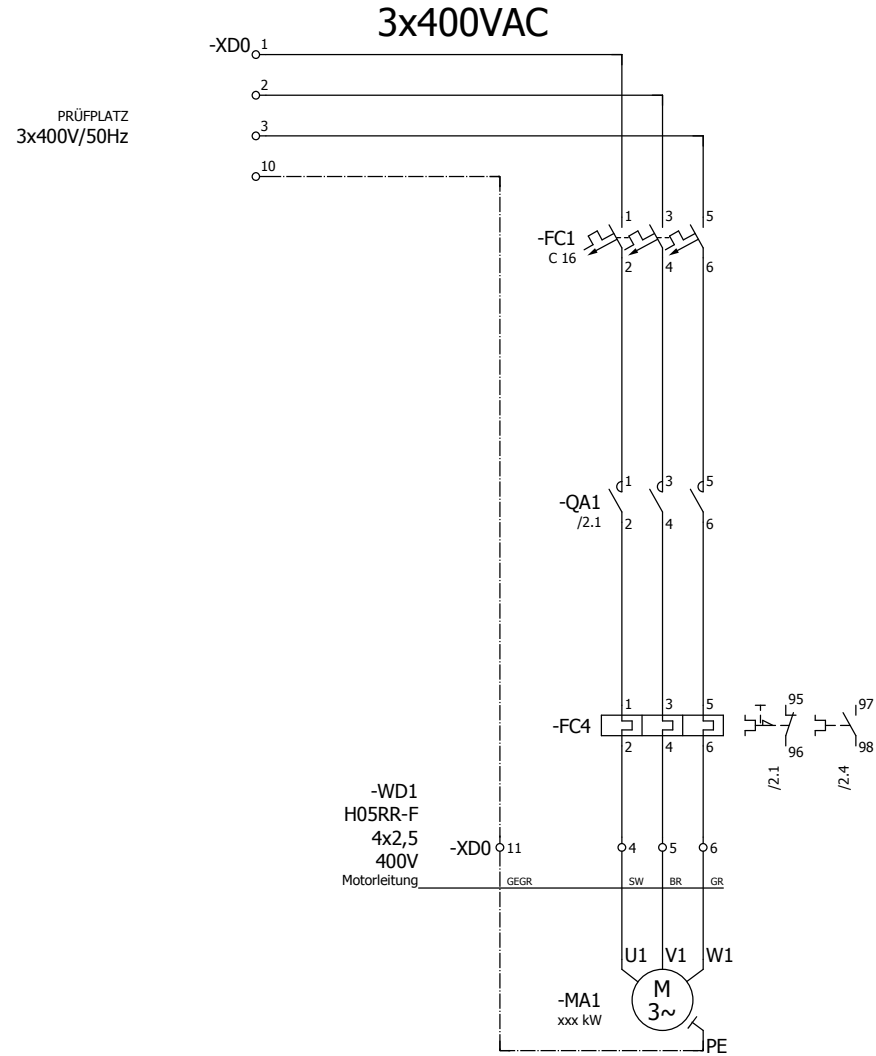 3x400VAC
-XD0 1
2
PRÜFPLATZ
3x400V/50Hz
3
10
1 3 5
-FC1
C 16
2 4 6
1 3 5
-QA1
/2.1
2 4 6
1 3 5
-FC4
2 4 6
95 97
96 98
/2.1 /2.4
-WD1
H05RR-F
4x2,5
400V
Motorleitung
-XD0 11 4 5 6
GEGR SW BR GR
U1 V1 W1
M
3~
-MA1
xxx kW
PE